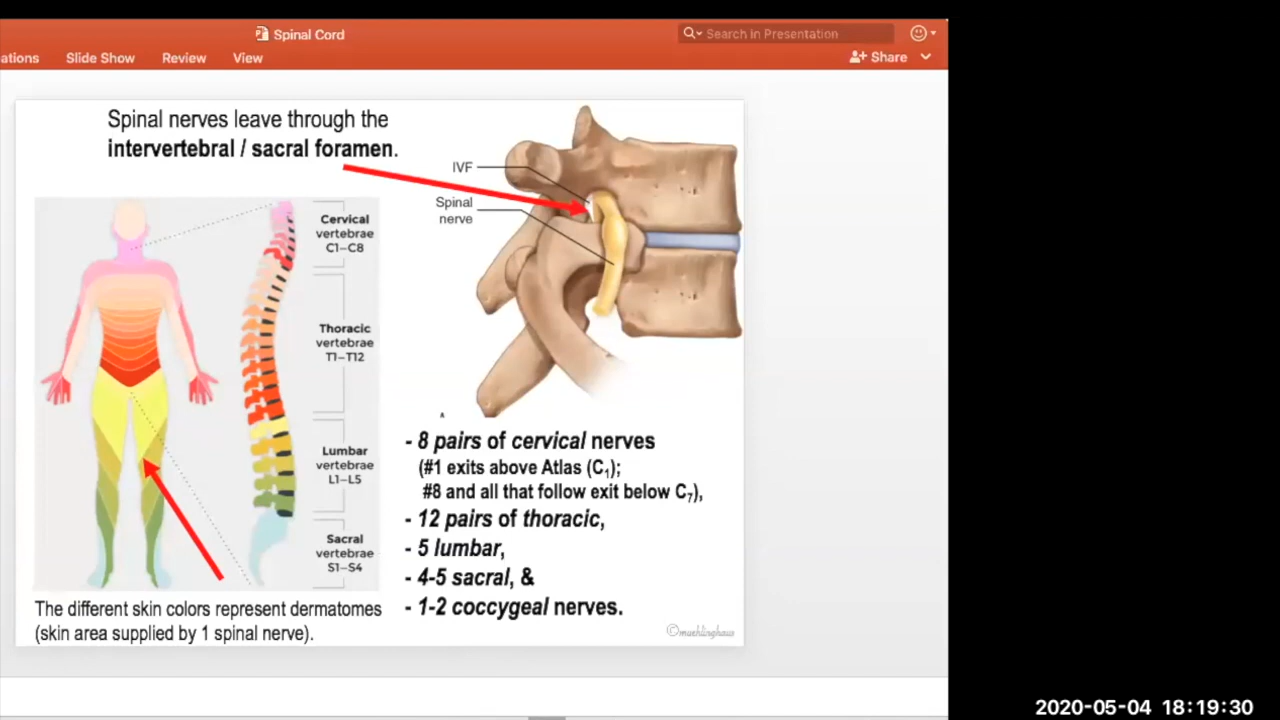 Spinal Cord
Search in Presentation
ations
Slide Show
Review
View
Share
Spinal nerves leave through the
intervertebral / sacral foramen.
IVF
Spinal
nerve
Cervical
vertebrae
C1–C8
Thoracic
vertebrae
T1–T12
Lumbar
vertebrae
L1–L5
Sacral
vertebrae
S1–S4
The different skin colors represent dermatomes
(skin area supplied by 1 spinal nerve).
A
- 8 pairs of cervical nerves
(#1 exits above Atlas (C₁);
#8 and all that follow exit below C₇),
- 12 pairs of thoracic,
- 5 lumbar,
- 4-5 sacral, &
- 1-2 coccygeal nerves.
©muehlinghaus
2020-05-04 18:19:30